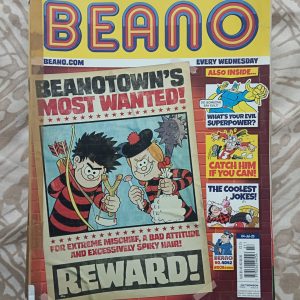 BEANO
BEANO.COM
EVERY WEDNESDAY
BEANOTOWN'S
MOST WANTED!
ALSO INSIDE...
WHAT'S YOUR EVIL
SUPERPOWER?
CATCH HIM
IF YOU CAN!
THE COOLEST
JOKES!
FOR EXTREME MISCHIEF, A BAD ATTITUDE
AND EXCESSIVELY SPIKY HAIR!
REWARD!
BEANO